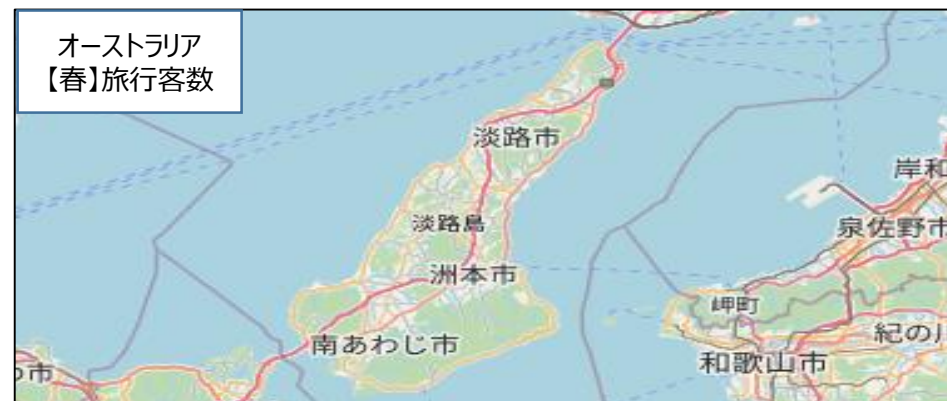 オーストラリア
【春】旅行客数
淡路市
岸和
泉佐野市
淡路島
洲本市
岬町
紀の川
南あわじ市
和歌山市
市